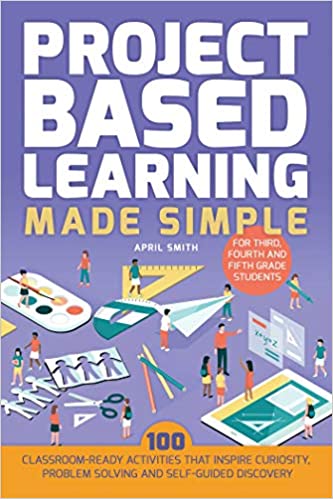 PROJECT
BASED
LEARNING
MADE SIMPLE
APRIL SMITH
FOR THIRD,
FOURTH AND
FIFTH GRADE
STUDENTS
x+y=z
100
CLASSROOM-READY ACTIVITIES THAT INSPIRE CURIOSITY,
PROBLEM SOLVING AND SELF-GUIDED DISCOVERY